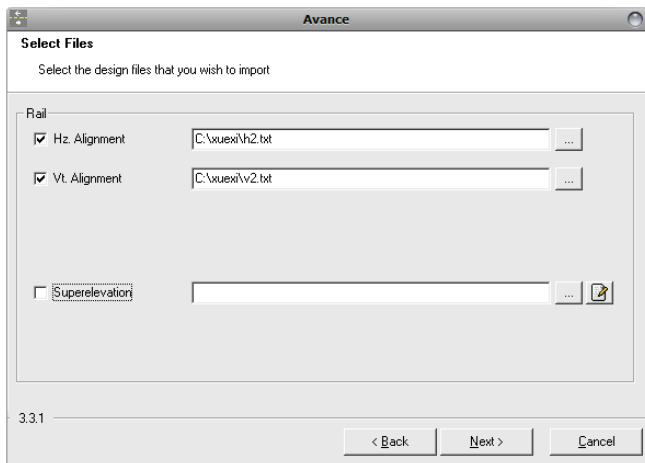 Avance
Select Files
Select the design files that you wish to import
Rail
Hz. Alignment C:\xuexi\h2.txt ...
Vt. Alignment C:\xuexi\v2.txt ...
Superelevation ...
3.3.1
< Back Next > Cancel